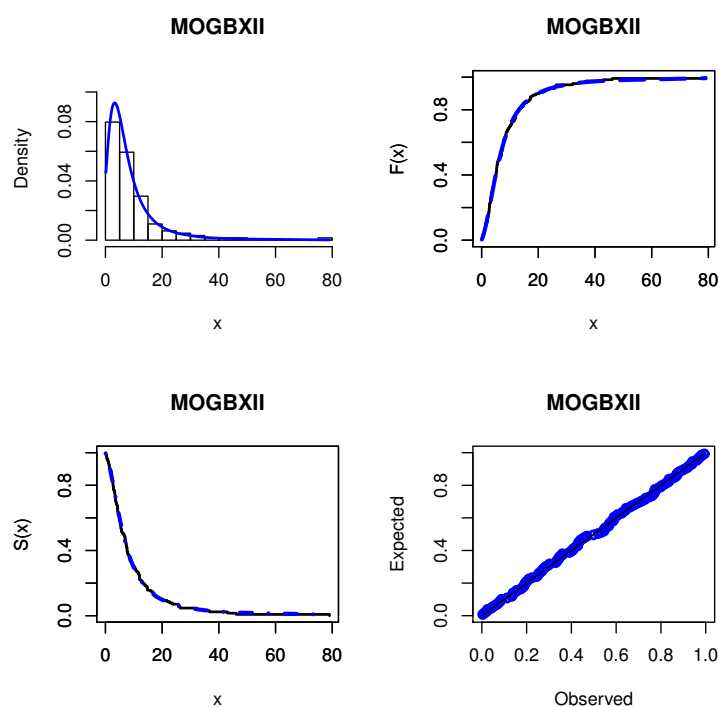 MOGBXII
Density
0.00 0.04 0.08
0 20 40 60 80
x
MOGBXII
F(x)
0.0 0.4 0.8
0 20 40 60 80
x
MOGBXII
S(x)
0.0 0.4 0.8
0 20 40 60 80
x
MOGBXII
Expected
0.0 0.4 0.8
0.0 0.2 0.4 0.6 0.8 1.0
Observed